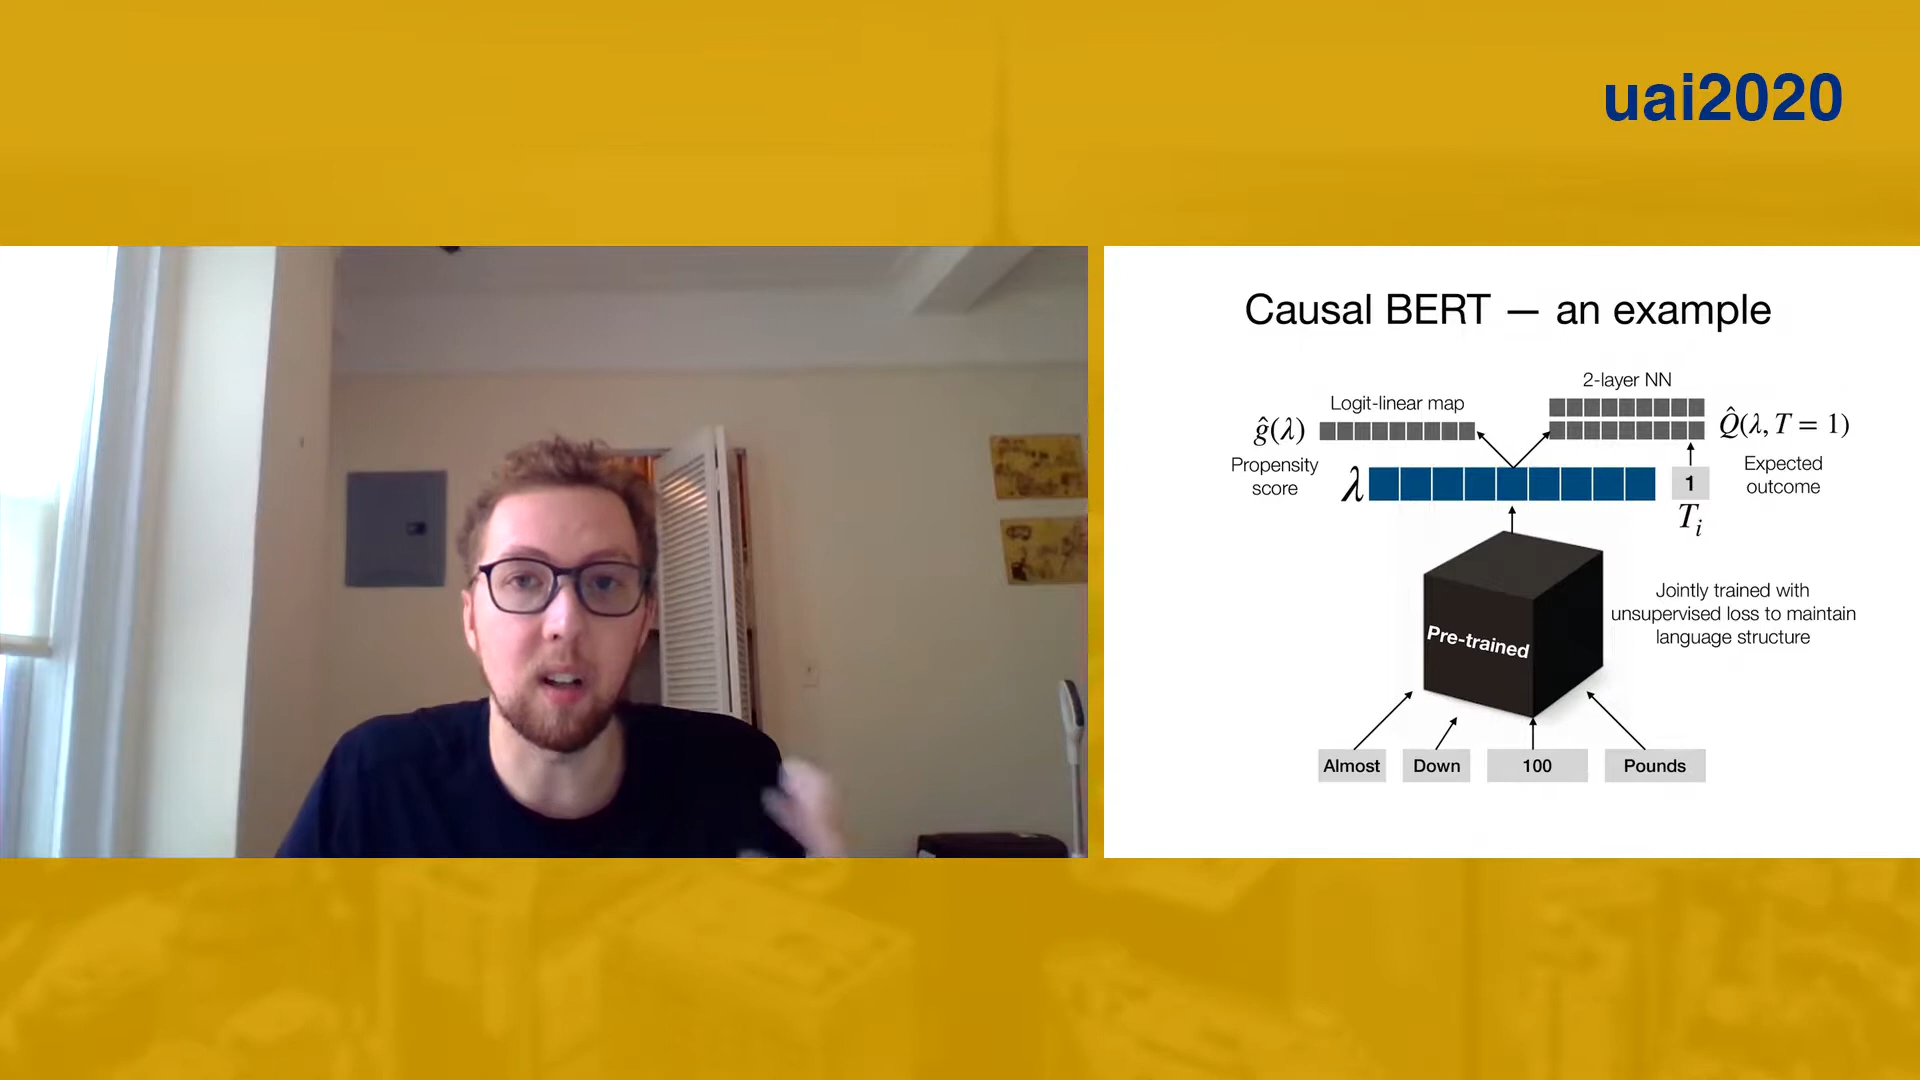 uai2020
Causal BERT — an example
2-layer NN
Logit-linear map
ĝ(λ)
Q̂(λ, T = 1)
Propensity
score
λ
1
Expected
outcome
Tᵢ
Jointly trained with
unsupervised loss to maintain
language structure
Pre-trained
Almost
Down
100
Pounds